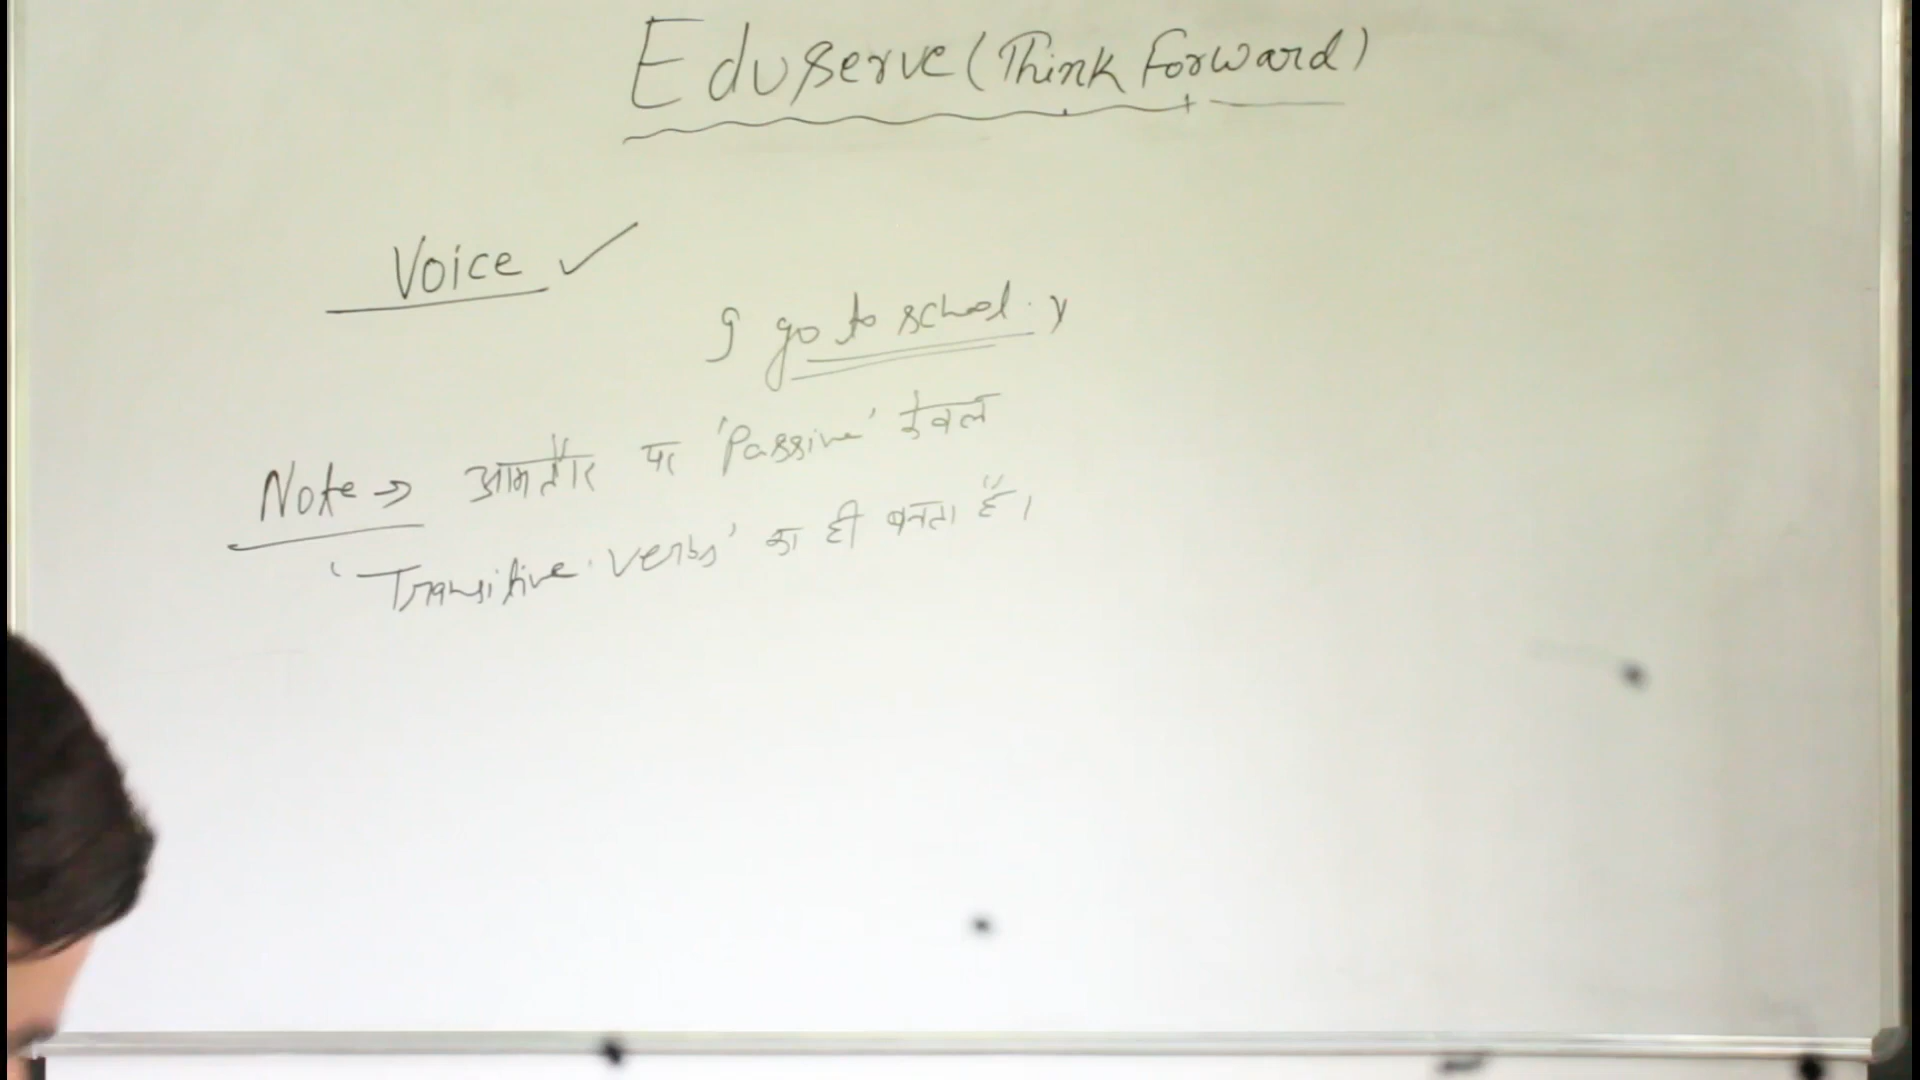 Eduserve (Think Forward)
Voice ✓
I go to school.
Note → आमतौर पर 'Passive' केवल
'Transitive verbs' का ही बनता है।